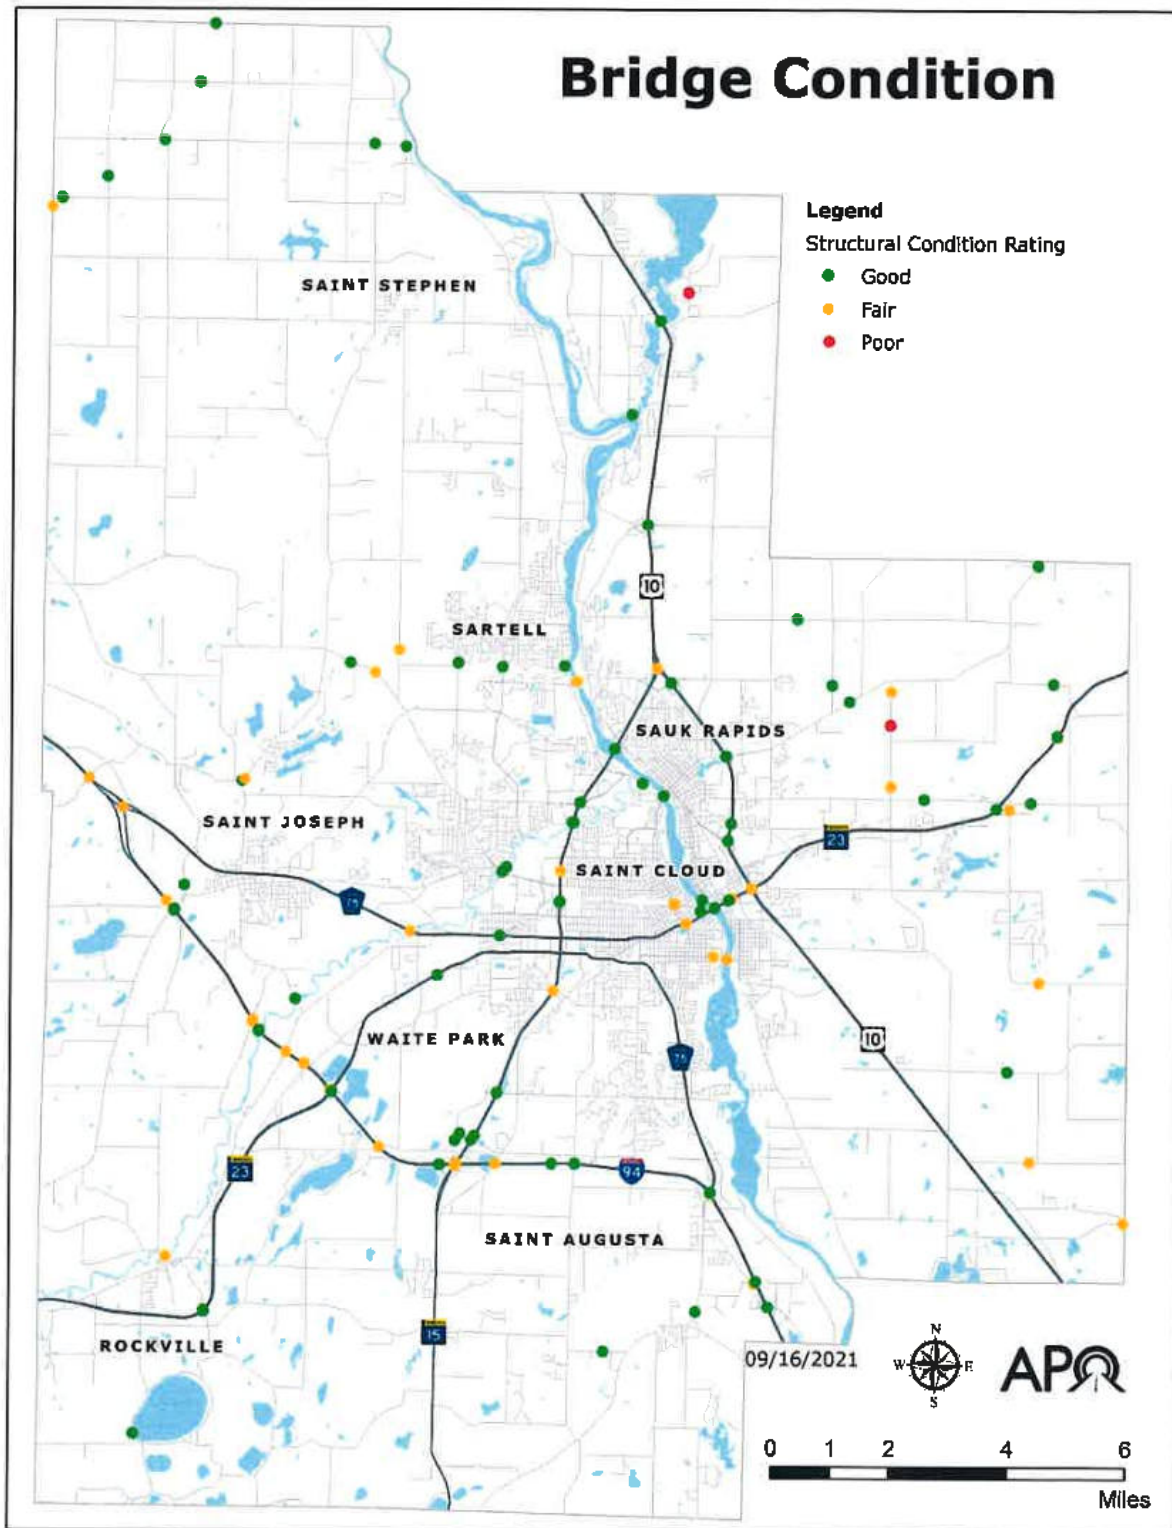 Bridge Condition
Legend
Structural Condition Rating
Good
Fair
Poor
SAINT STEPHEN
10
SARTELL
SAUK RAPIDS
SAINT JOSEPH
23
SAINT CLOUD
75
WAITE PARK
10
75
23
94
SAINT AUGUSTA
15
ROCKVILLE
09/16/2021
N
W
E
S
APO
0 1 2 4 6
Miles